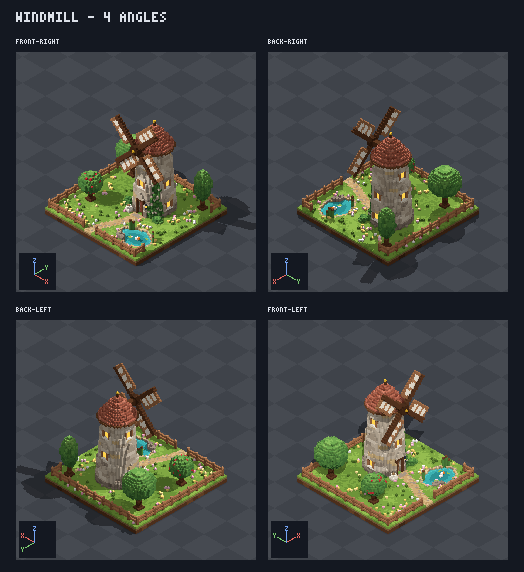 WINDMILL - 4 ANGLES
FRONT-RIGHT
BACK-RIGHT
Z
Y
X
Z
X
Y
BACK-LEFT
FRONT-LEFT
Z
X
Y
Z
Y
X